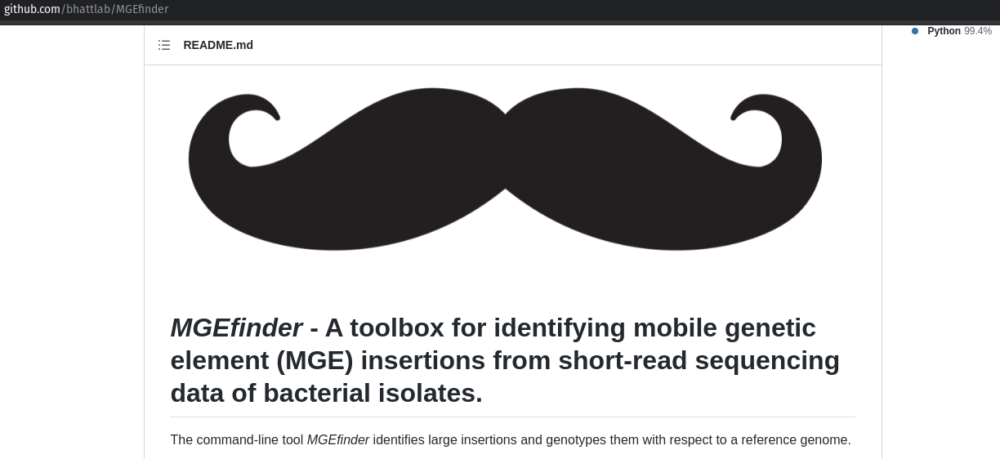 github.com/bhattlab/MGEfinder
Python 99.4%
README.md
MGEfinder - A toolbox for identifying mobile genetic
element (MGE) insertions from short-read sequencing
data of bacterial isolates.
The command-line tool MGEfinder identifies large insertions and genotypes them with respect to a reference genome.